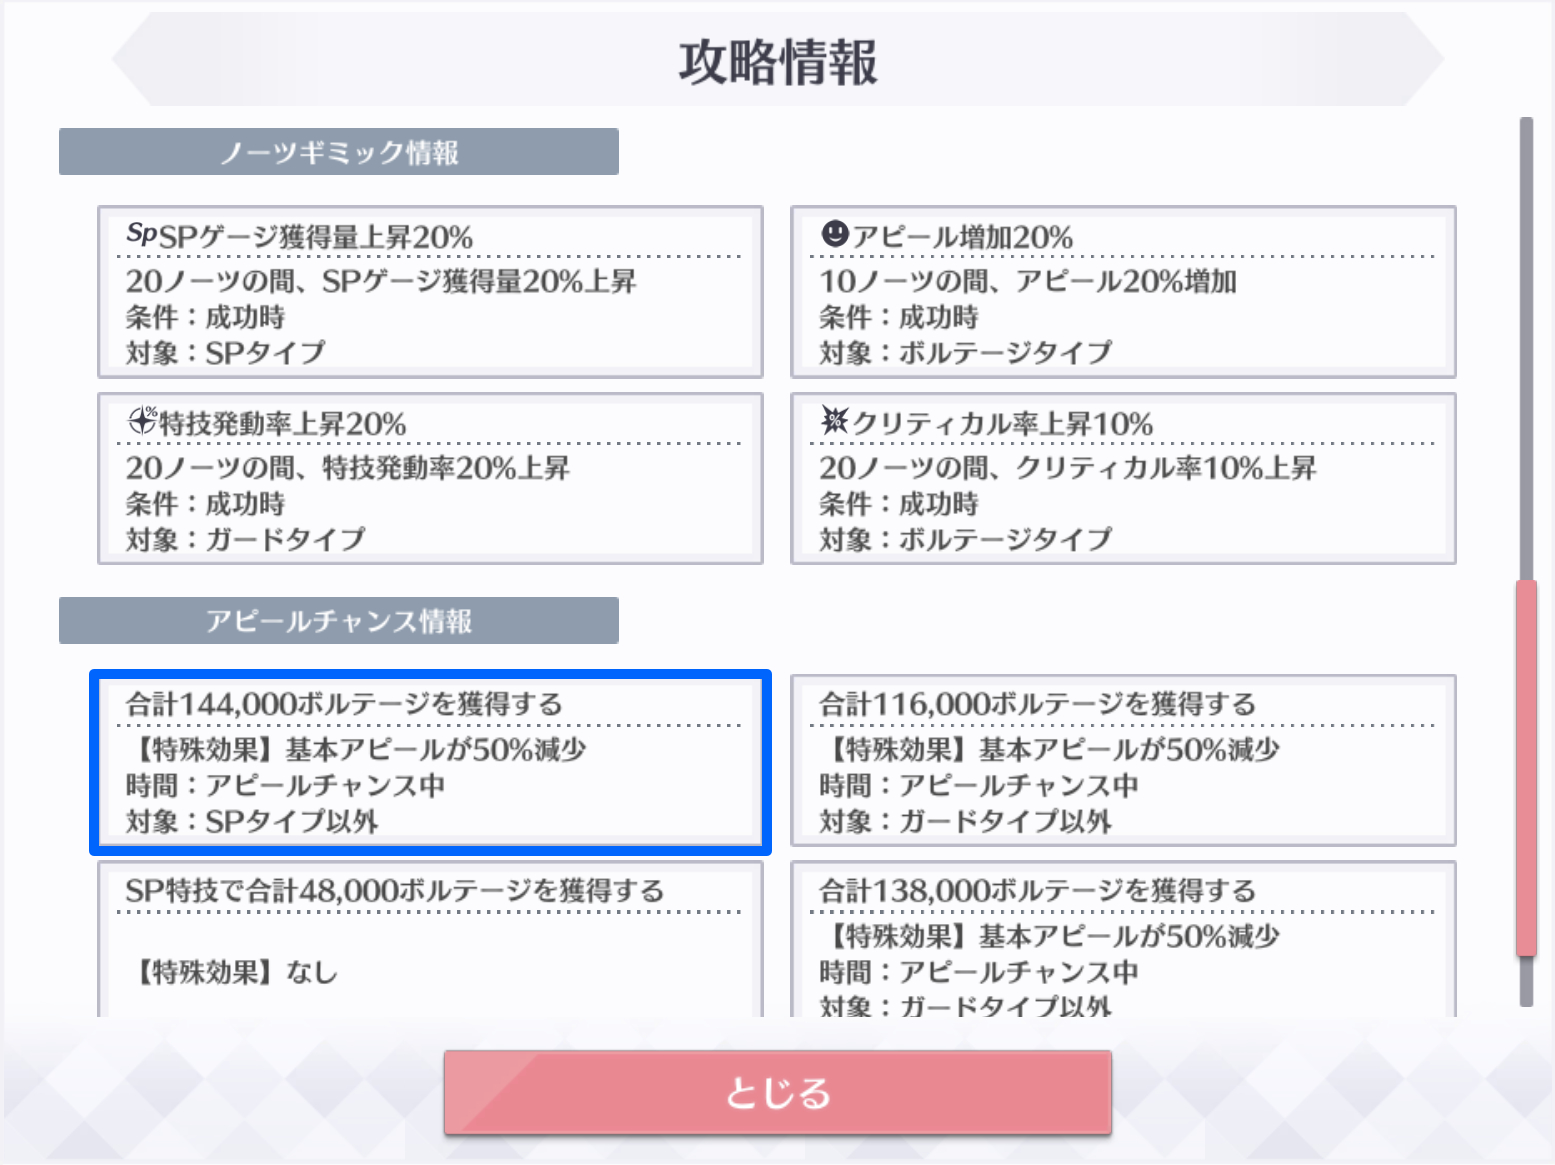 攻略情報
ノーツギミック情報
SpSPゲージ獲得量上昇20%
20ノーツの間、SPゲージ獲得量20%上昇
条件：成功時
対象：SPタイプ
アピール増加20%
10ノーツの間、アピール20%増加
条件：成功時
対象：ボルテージタイプ
%特技発動率上昇20%
20ノーツの間、特技発動率20%上昇
条件：成功時
対象：ガードタイプ
%クリティカル率上昇10%
20ノーツの間、クリティカル率10%上昇
条件：成功時
対象：ボルテージタイプ
アピールチャンス情報
合計144,000ボルテージを獲得する
【特殊効果】基本アピールが50%減少
時間：アピールチャンス中
対象：SPタイプ以外
合計116,000ボルテージを獲得する
【特殊効果】基本アピールが50%減少
時間：アピールチャンス中
対象：ガードタイプ以外
SP特技で合計48,000ボルテージを獲得する
【特殊効果】なし
合計138,000ボルテージを獲得する
【特殊効果】基本アピールが50%減少
時間：アピールチャンス中
対象：ガードタイプ以外
とじる